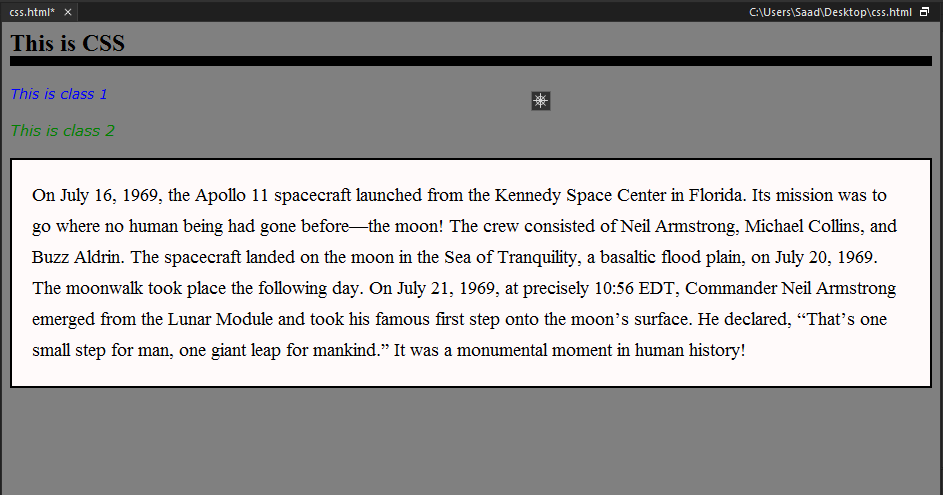 css.html* ×
C:\Users\Saad\Desktop\css.html
This is CSS
This is class 1
This is class 2
On July 16, 1969, the Apollo 11 spacecraft launched from the Kennedy Space Center in Florida. Its mission was to
go where no human being had gone before—the moon! The crew consisted of Neil Armstrong, Michael Collins, and
Buzz Aldrin. The spacecraft landed on the moon in the Sea of Tranquility, a basaltic flood plain, on July 20, 1969.
The moonwalk took place the following day. On July 21, 1969, at precisely 10:56 EDT, Commander Neil Armstrong
emerged from the Lunar Module and took his famous first step onto the moon’s surface. He declared, “That’s one
small step for man, one giant leap for mankind.” It was a monumental moment in human history!